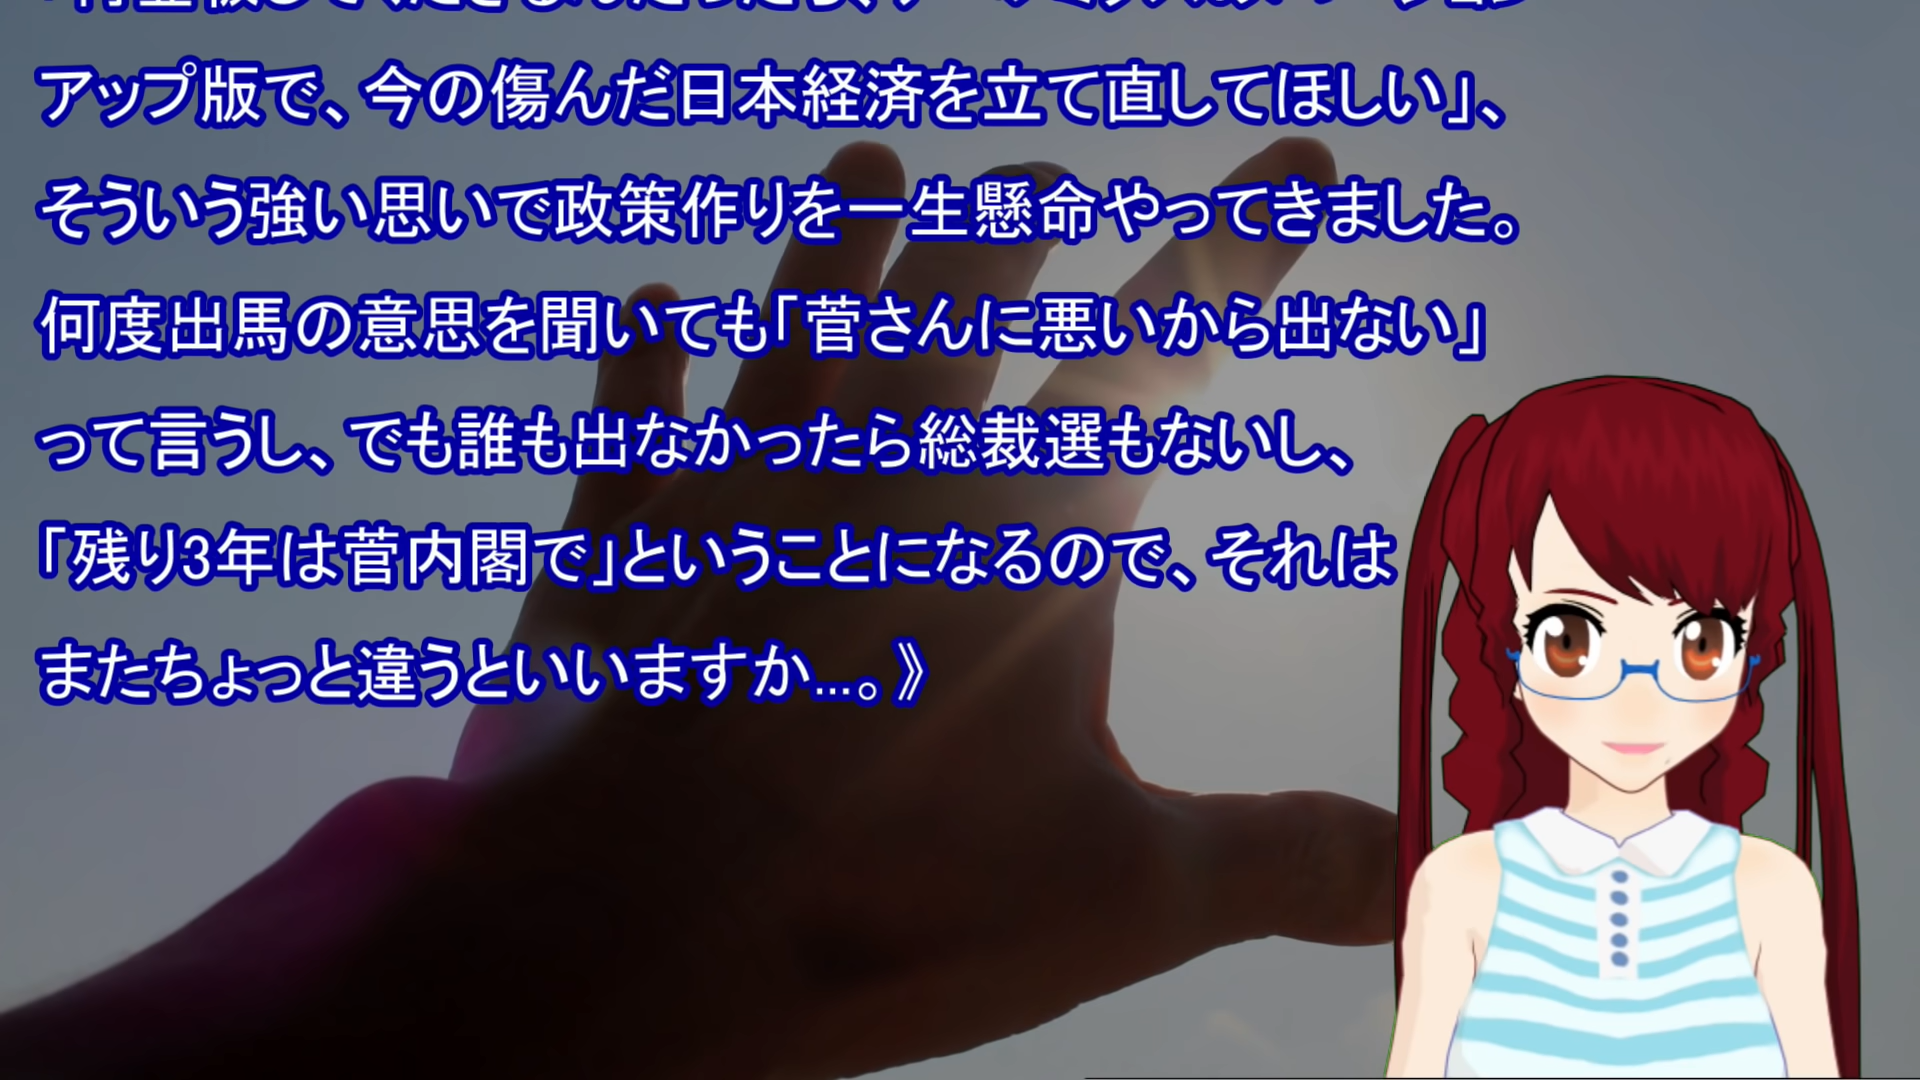 アップ版で、今の傷んだ日本経済を立て直してほしい」、
そういう強い思いで政策作りを一生懸命やってきました。
何度出馬の意思を聞いても「菅さんに悪いから出ない」
って言うし、でも誰も出なかったら総裁選もないし、
「残り3年は菅内閣で」ということになるので、それは
またちょっと違うといいますか…。》